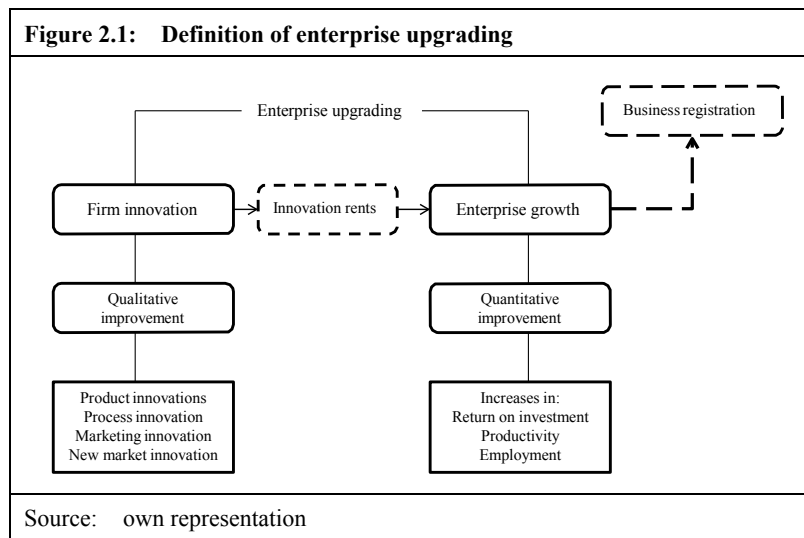 Figure 2.1: Definition of enterprise upgrading
Enterprise upgrading
Business registration
Firm innovation
Innovation rents
Enterprise growth
Qualitative
improvement
Quantitative
improvement
Product innovations
Process innovation
Marketing innovation
New market innovation
Increases in:
Return on investment
Productivity
Employment
Source: own representation